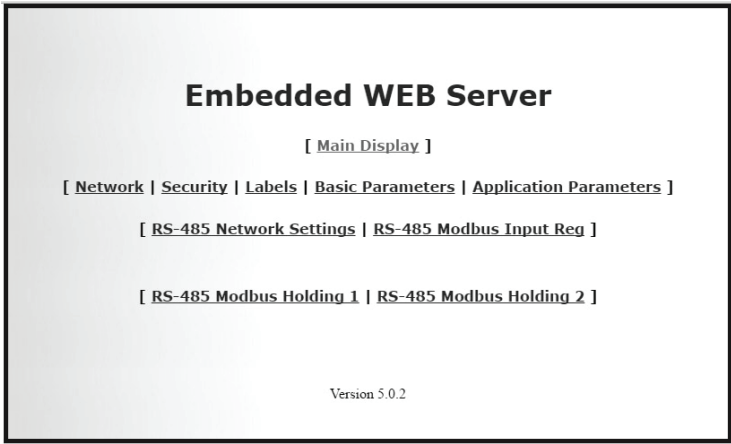 Embedded WEB Server
[ Main Display ]
[ Network | Security | Labels | Basic Parameters | Application Parameters ]
[ RS-485 Network Settings | RS-485 Modbus Input Reg ]
[ RS-485 Modbus Holding 1 | RS-485 Modbus Holding 2 ]
Version 5.0.2